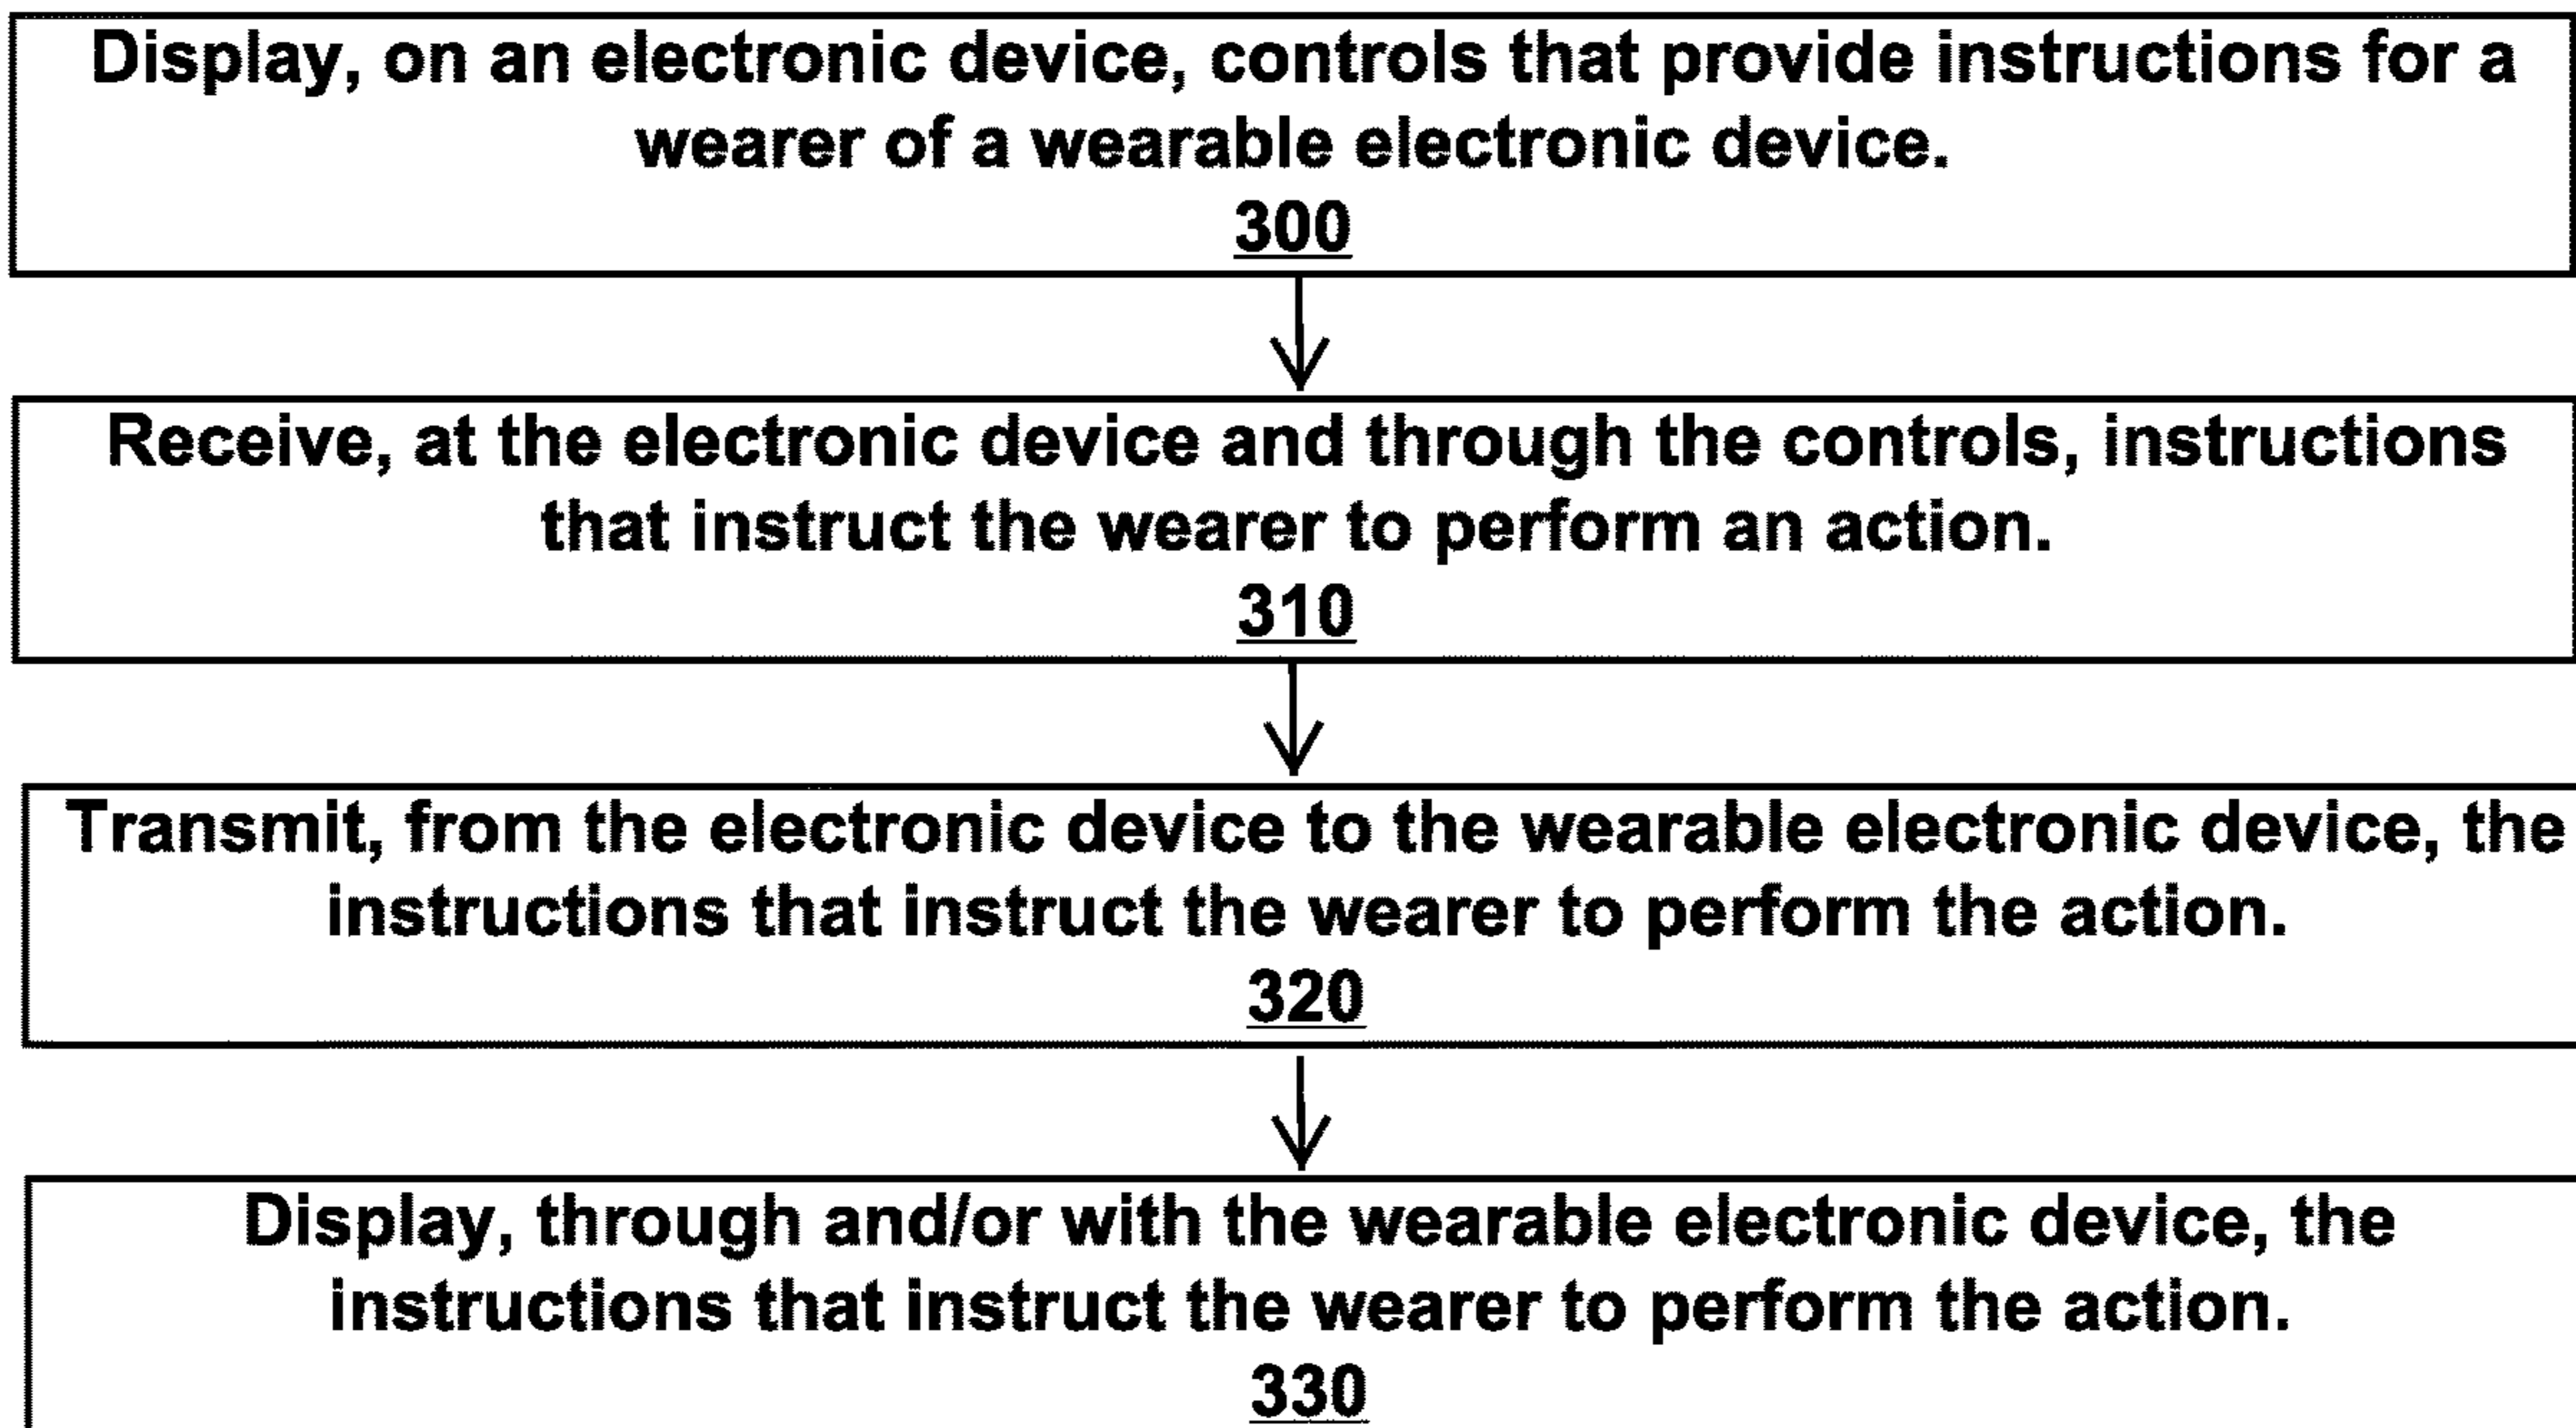 Display, on an electronic device, controls that provide instructions for a
wearer of a wearable electronic device.
300
Receive, at the electronic device and through the controls, instructions
that instruct the wearer to perform an action.
310
Transmit, from the electronic device to the wearable electronic device, the
instructions that instruct the wearer to perform the action.
320
Display, through and/or with the wearable electronic device, the
instructions that instruct the wearer to perform the action.
330